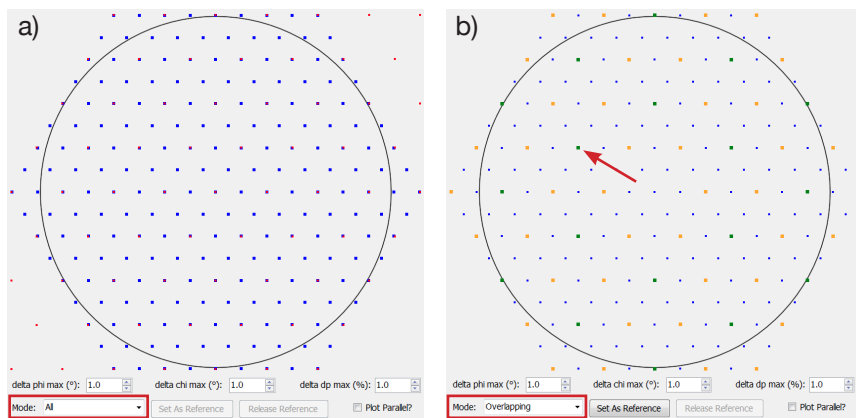 a)
delta phi max (°): 1.0 delta chi max (°): 1.0 delta dp max (%): 1.0
Mode: All Set As Reference Release Reference Plot Parallel?
b)
delta phi max (°): 1.0 delta chi max (°): 1.0 delta dp max (%): 1.0
Mode: Overlapping Set As Reference Release Reference Plot Parallel?